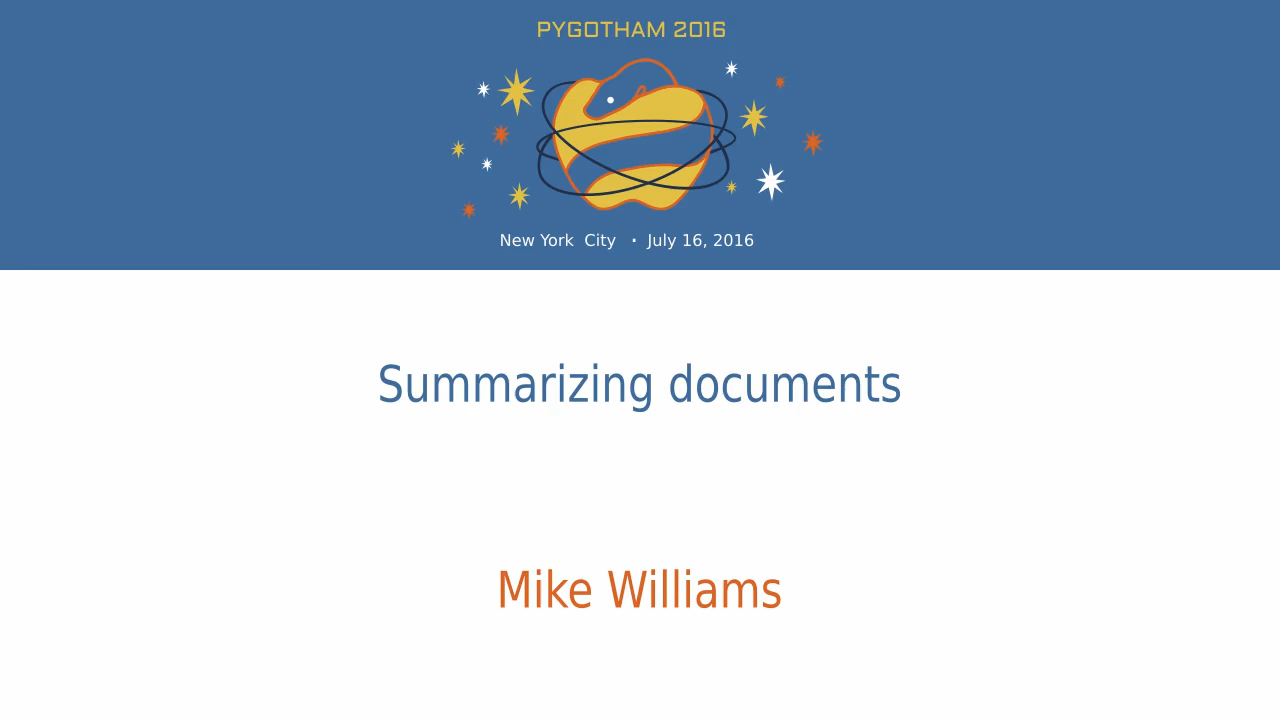 PYGOTHAM 2016
New York City · July 16, 2016
Summarizing documents
Mike Williams